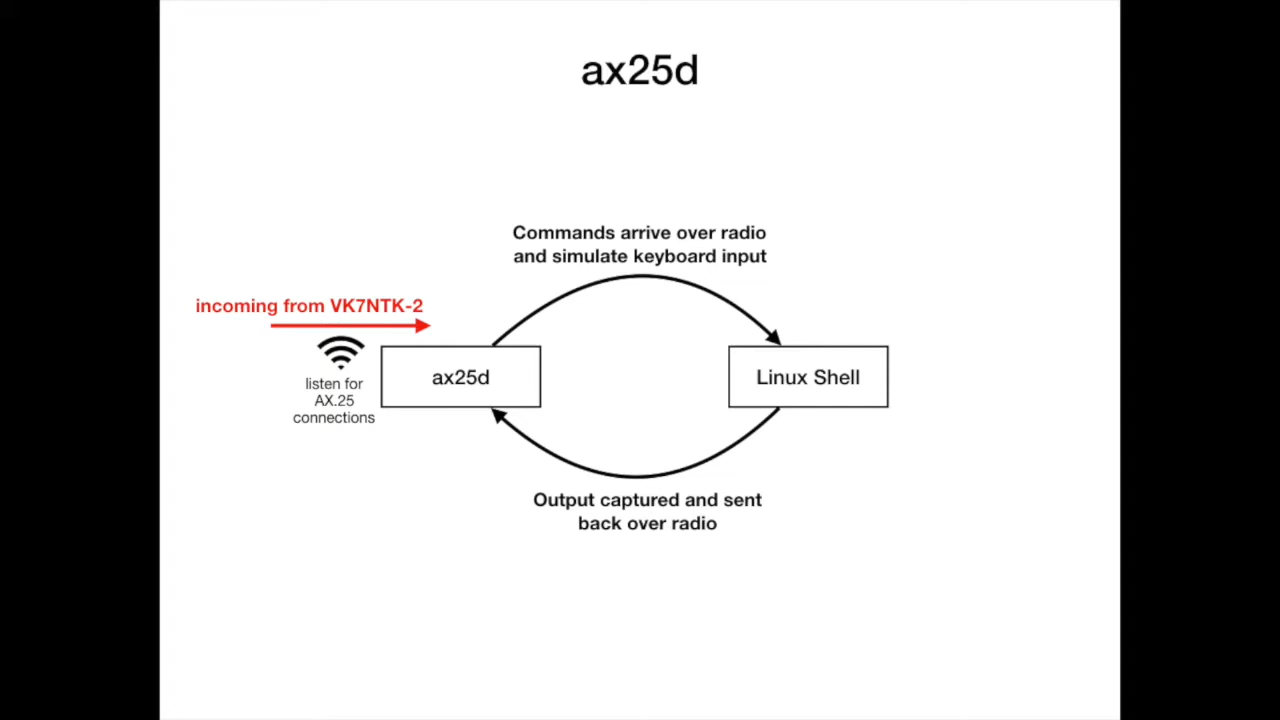 ax25d
Commands arrive over radio
and simulate keyboard input
incoming from VK7NTK-2
listen for
AX.25
connections
ax25d
Linux Shell
Output captured and sent
back over radio